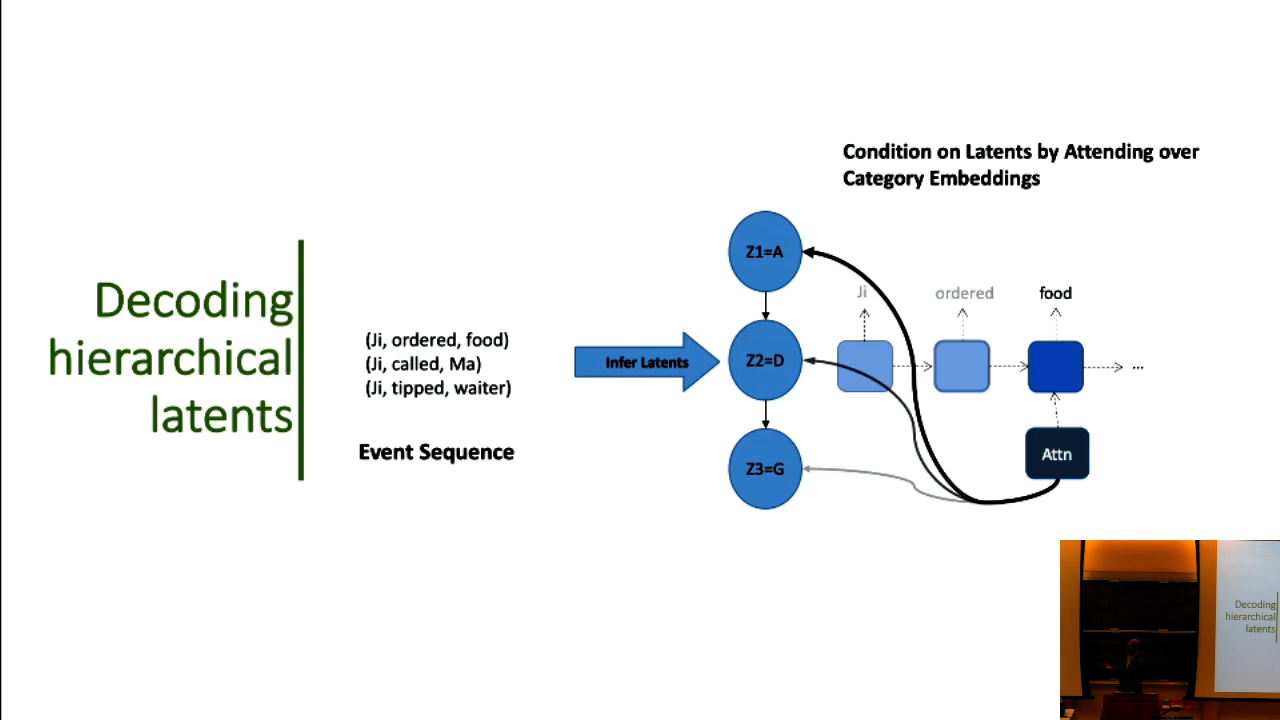 Decoding
hierarchical
latents
(Ji, ordered, food)
(Ji, called, Ma)
(Ji, tipped, waiter)
Event Sequence
Infer Latents
Condition on Latents by Attending over
Category Embeddings
Z1=A
Z2=D
Z3=G
Ji
ordered
food
...
Attn
Decoding
hierarchical
latents